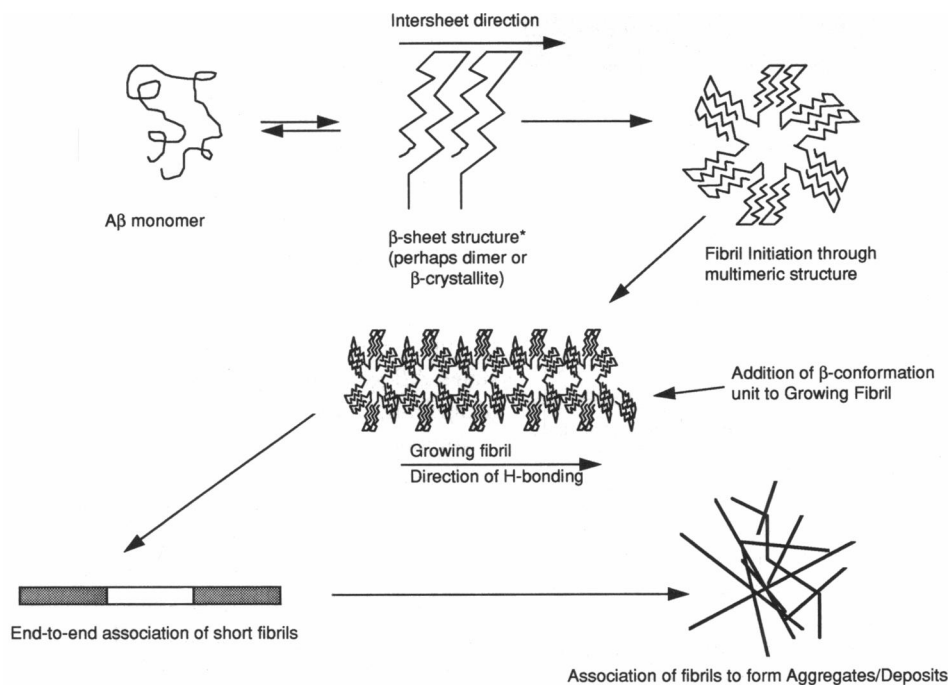 Intersheet direction
Aβ monomer
β-sheet structure*
(perhaps dimer or
β-crystallite)
Fibril Initiation through
multimeric structure
Addition of β-conformation
unit to Growing Fibril
Growing fibril
Direction of H-bonding
End-to-end association of short fibrils
Association of fibrils to form Aggregates/Deposits